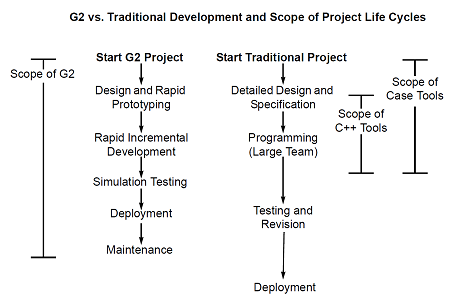 G2 vs. Traditional Development and Scope of Project Life Cycles
Scope of G2
Start G2 Project
Design and Rapid
Prototyping
Rapid Incremental
Development
Simulation Testing
Deployment
Maintenance
Start Traditional Project
Detailed Design and
Specification
Programming
(Large Team)
Testing and
Revision
Deployment
Scope of
C++ Tools
Scope of
Case Tools